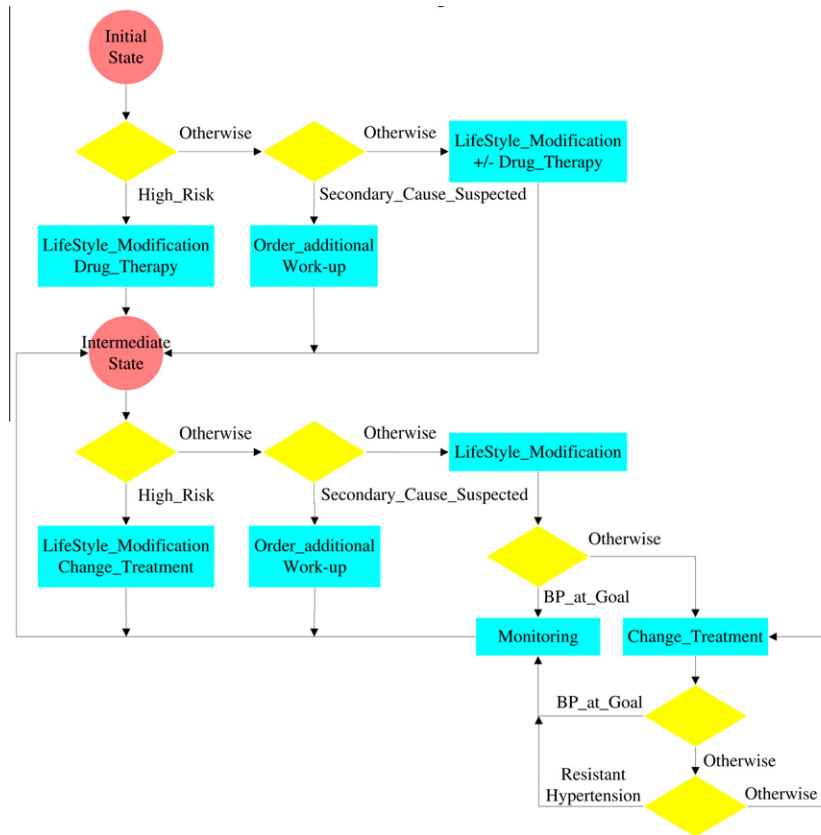 Initial
State
Otherwise
Otherwise
LifeStyle_Modification
+/- Drug_Therapy
High_Risk
Secondary_Cause_Suspected
LifeStyle_Modification
Drug_Therapy
Order_additional
Work-up
Intermediate
State
Otherwise
Otherwise
LifeStyle_Modification
High_Risk
Secondary_Cause_Suspected
LifeStyle_Modification
Change_Treatment
Order_additional
Work-up
Otherwise
BP_at_Goal
Monitoring
Change_Treatment
BP_at_Goal
Otherwise
Resistant
Hypertension
Otherwise